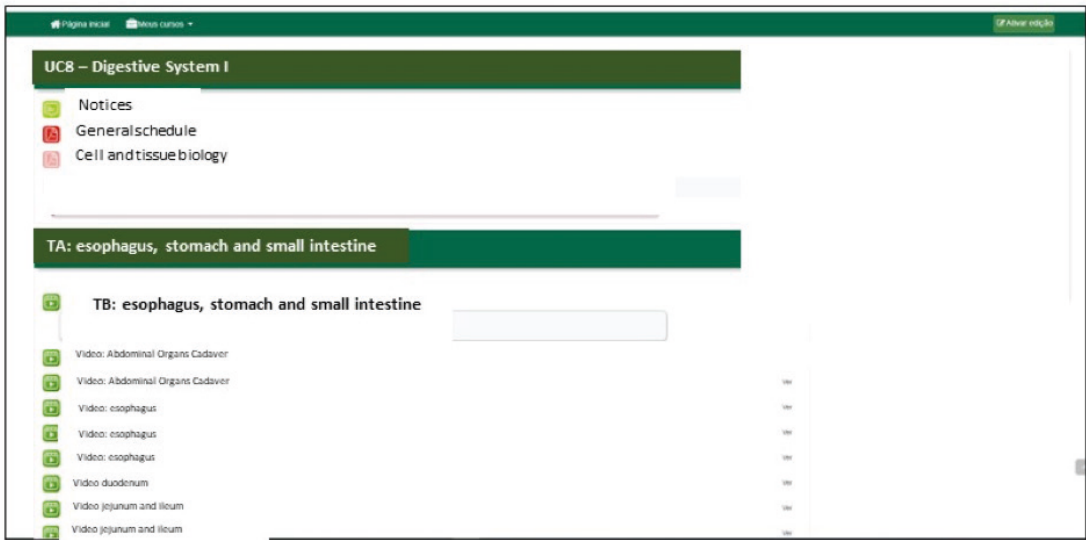 Página inicial Meus cursos Ativar edição
UC8 – Digestive System I
Notices
General schedule
Cell and tissue biology
TA: esophagus, stomach and small intestine
TB: esophagus, stomach and small intestine
Video: Abdominal Organs Cadaver
Video: Abdominal Organs Cadaver
Video: esophagus
Video: esophagus
Video: esophagus
Video duodenum
Video jejunum and ileum
Video jejunum and ileum